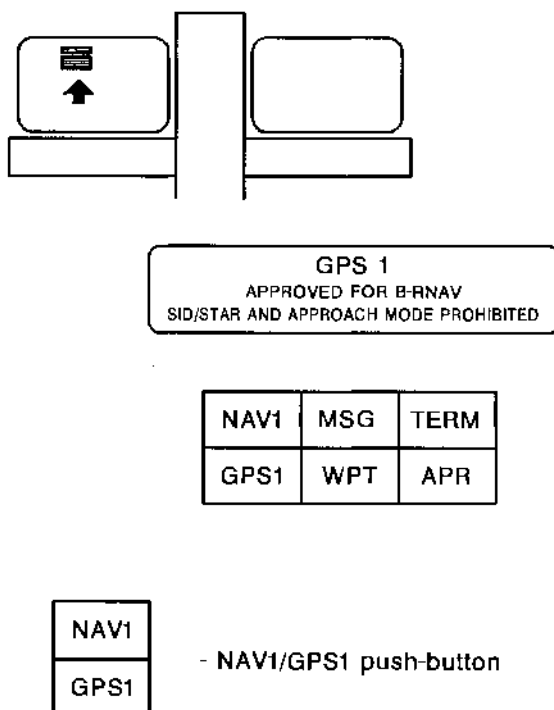 GPS 1
APPROVED FOR B-RNAV
SID/STAR AND APPROACH MODE PROHIBITED
NAV1 MSG TERM
GPS1 WPT APR
NAV1
- NAV1/GPS1 push-button
GPS1